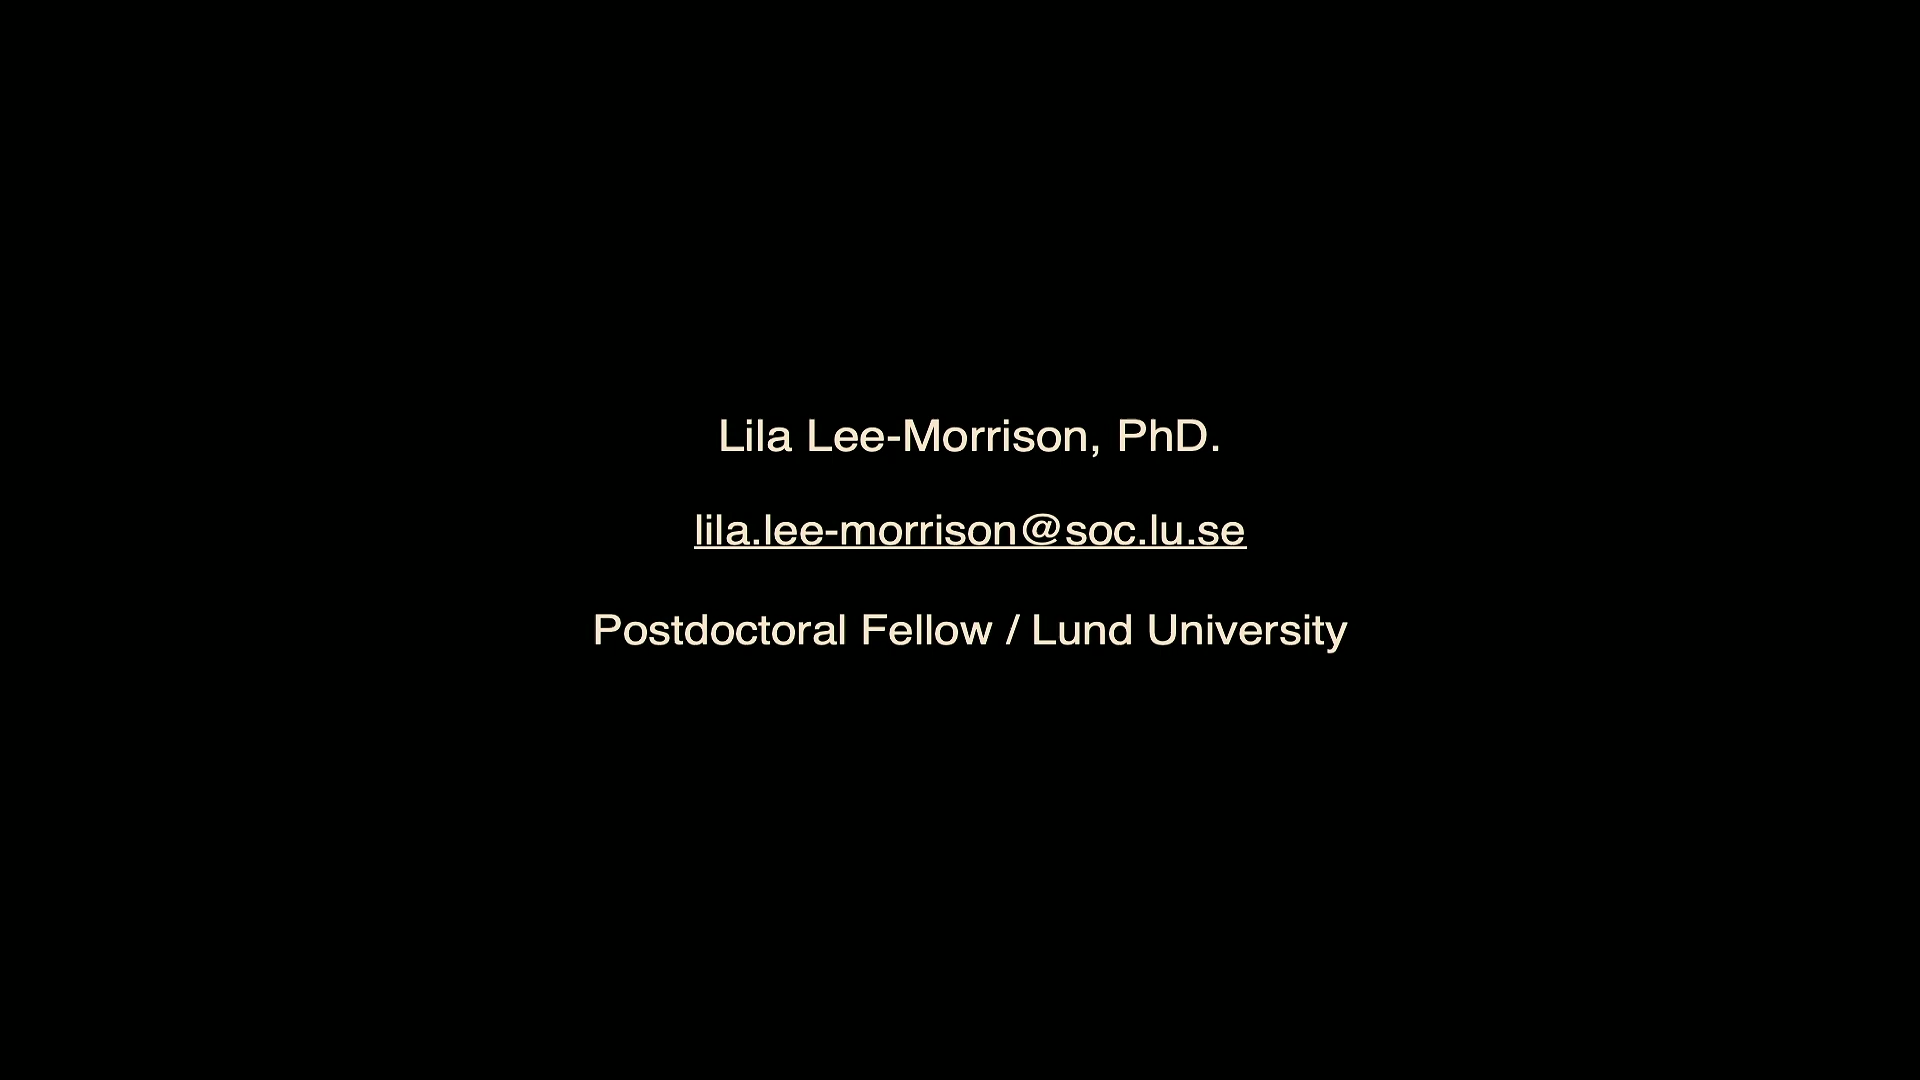 Lila Lee-Morrison, PhD.
lila.lee-morrison@soc.lu.se
Postdoctoral Fellow / Lund University